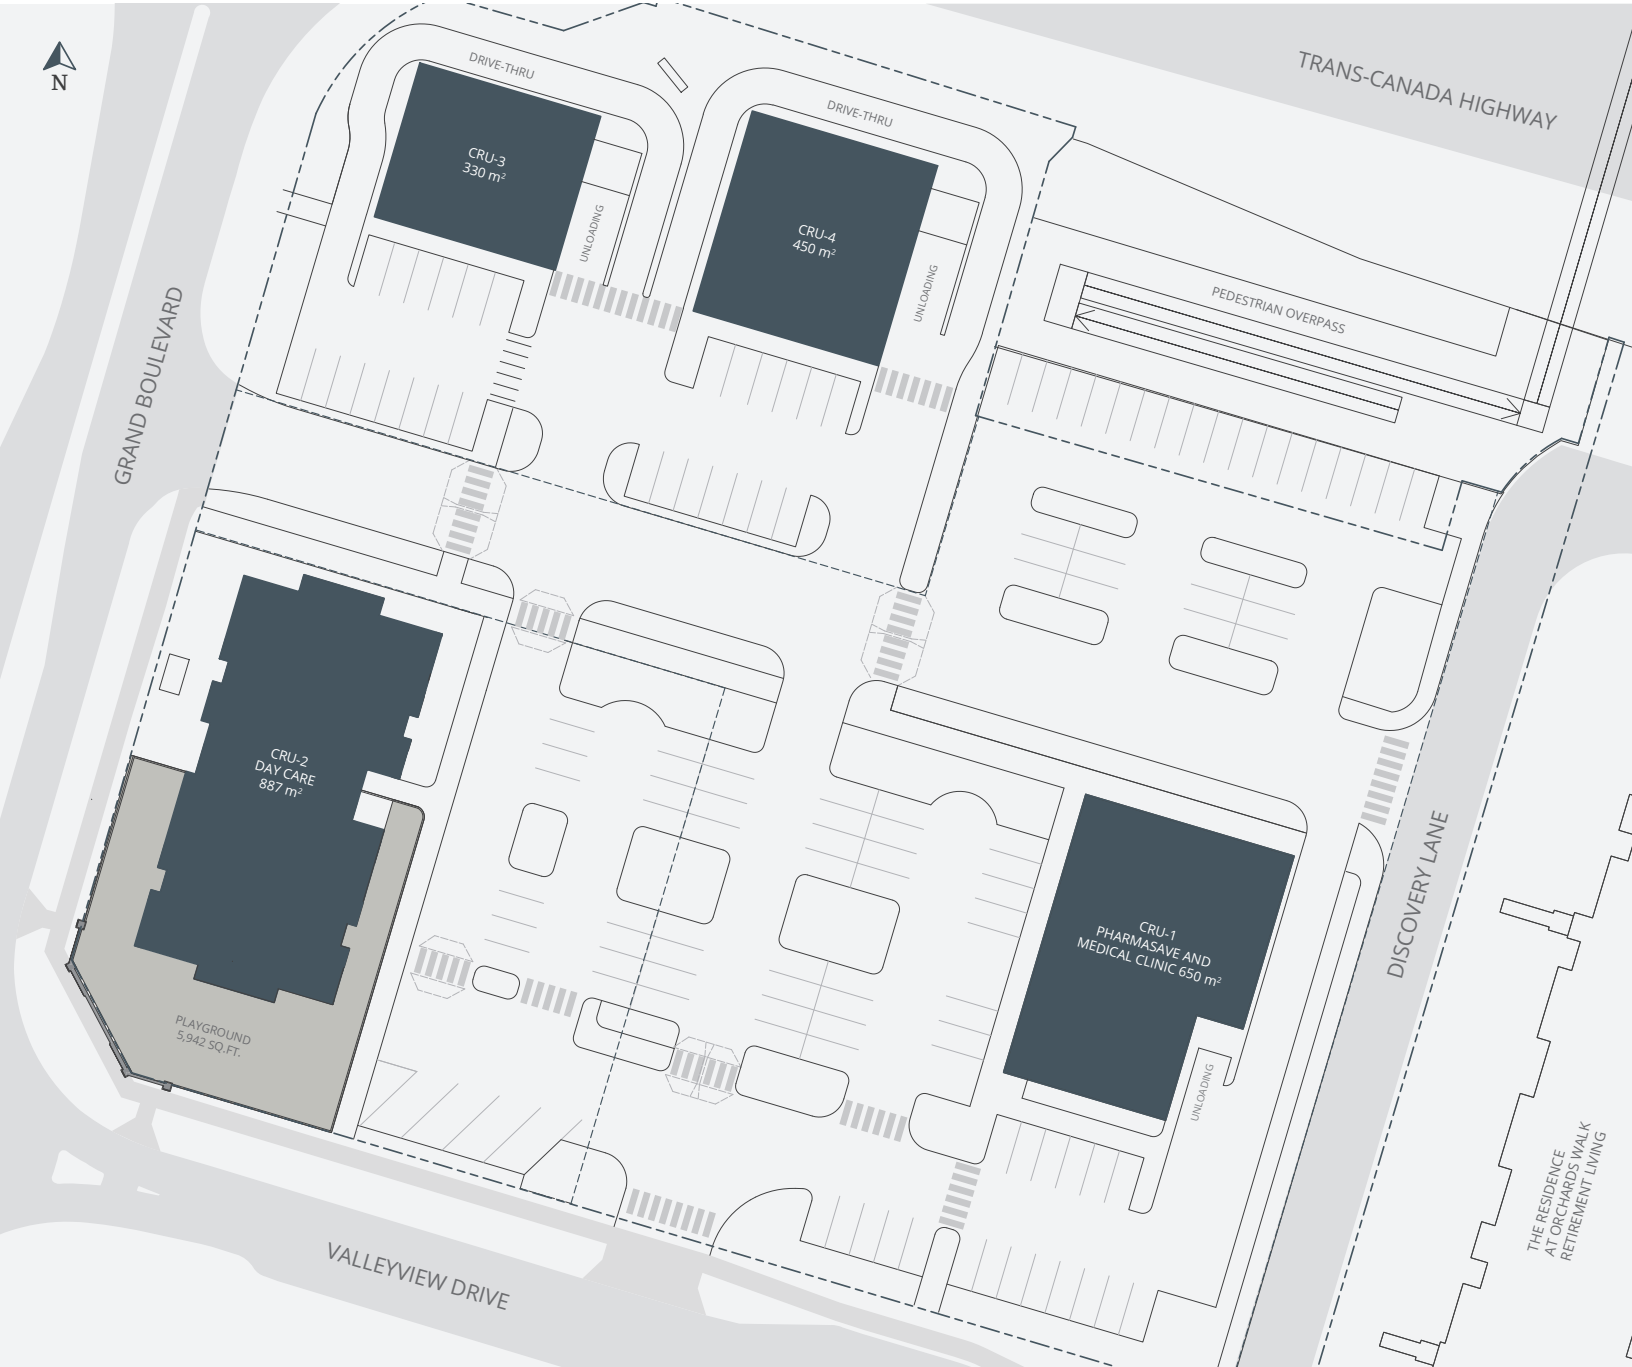 N
DRIVE-THRU
CRU-3
330 m²
UNLOADING
DRIVE-THRU
CRU-4
450 m²
UNLOADING
TRANS-CANADA HIGHWAY
PEDESTRIAN OVERPASS
GRAND BOULEVARD
CRU-2
DAY CARE
887 m²
PLAYGROUND
5,942 SQ.FT.
CRU-1
PHARMASAVE AND
MEDICAL CLINIC 650 m²
UNLOADING
DISCOVERY LANE
THE RESIDENCE
AT ORCHARDS WALK
RETIREMENT LIVING
VALLEYVIEW DRIVE